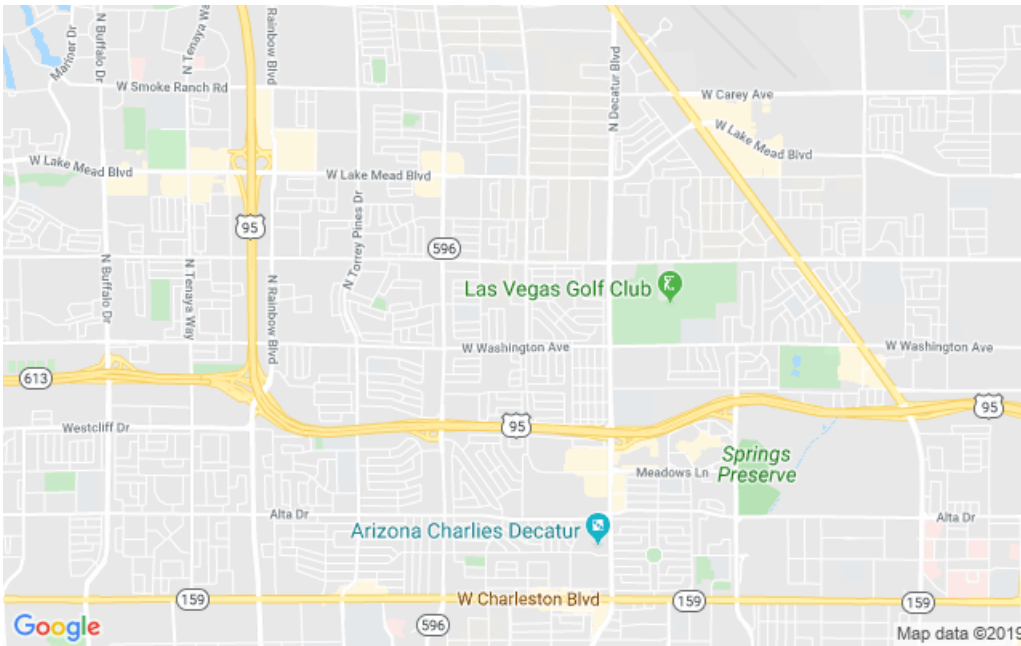 Mariner Dr
N Buffalo Dr
N Tenaya Wa
Rainbow Blvd
N Decatur Blvd
W Smoke Ranch Rd
W Carey Ave
W Lake Mead Blvd
W Lake Mead Blvd
W Lake Mead Blvd
N Torrey Pines Dr
95
596
N Buffalo Dr
N Tenaya Way
N Rainbow Blvd
Las Vegas Golf Club
W Washington Ave
W Washington Ave
613
95
95
Westcliff Dr
Springs
Preserve
Meadows Ln
Alta Dr
Alta Dr
Arizona Charlies Decatur
159
W Charleston Blvd
159
159
596
Google
Map data ©2019